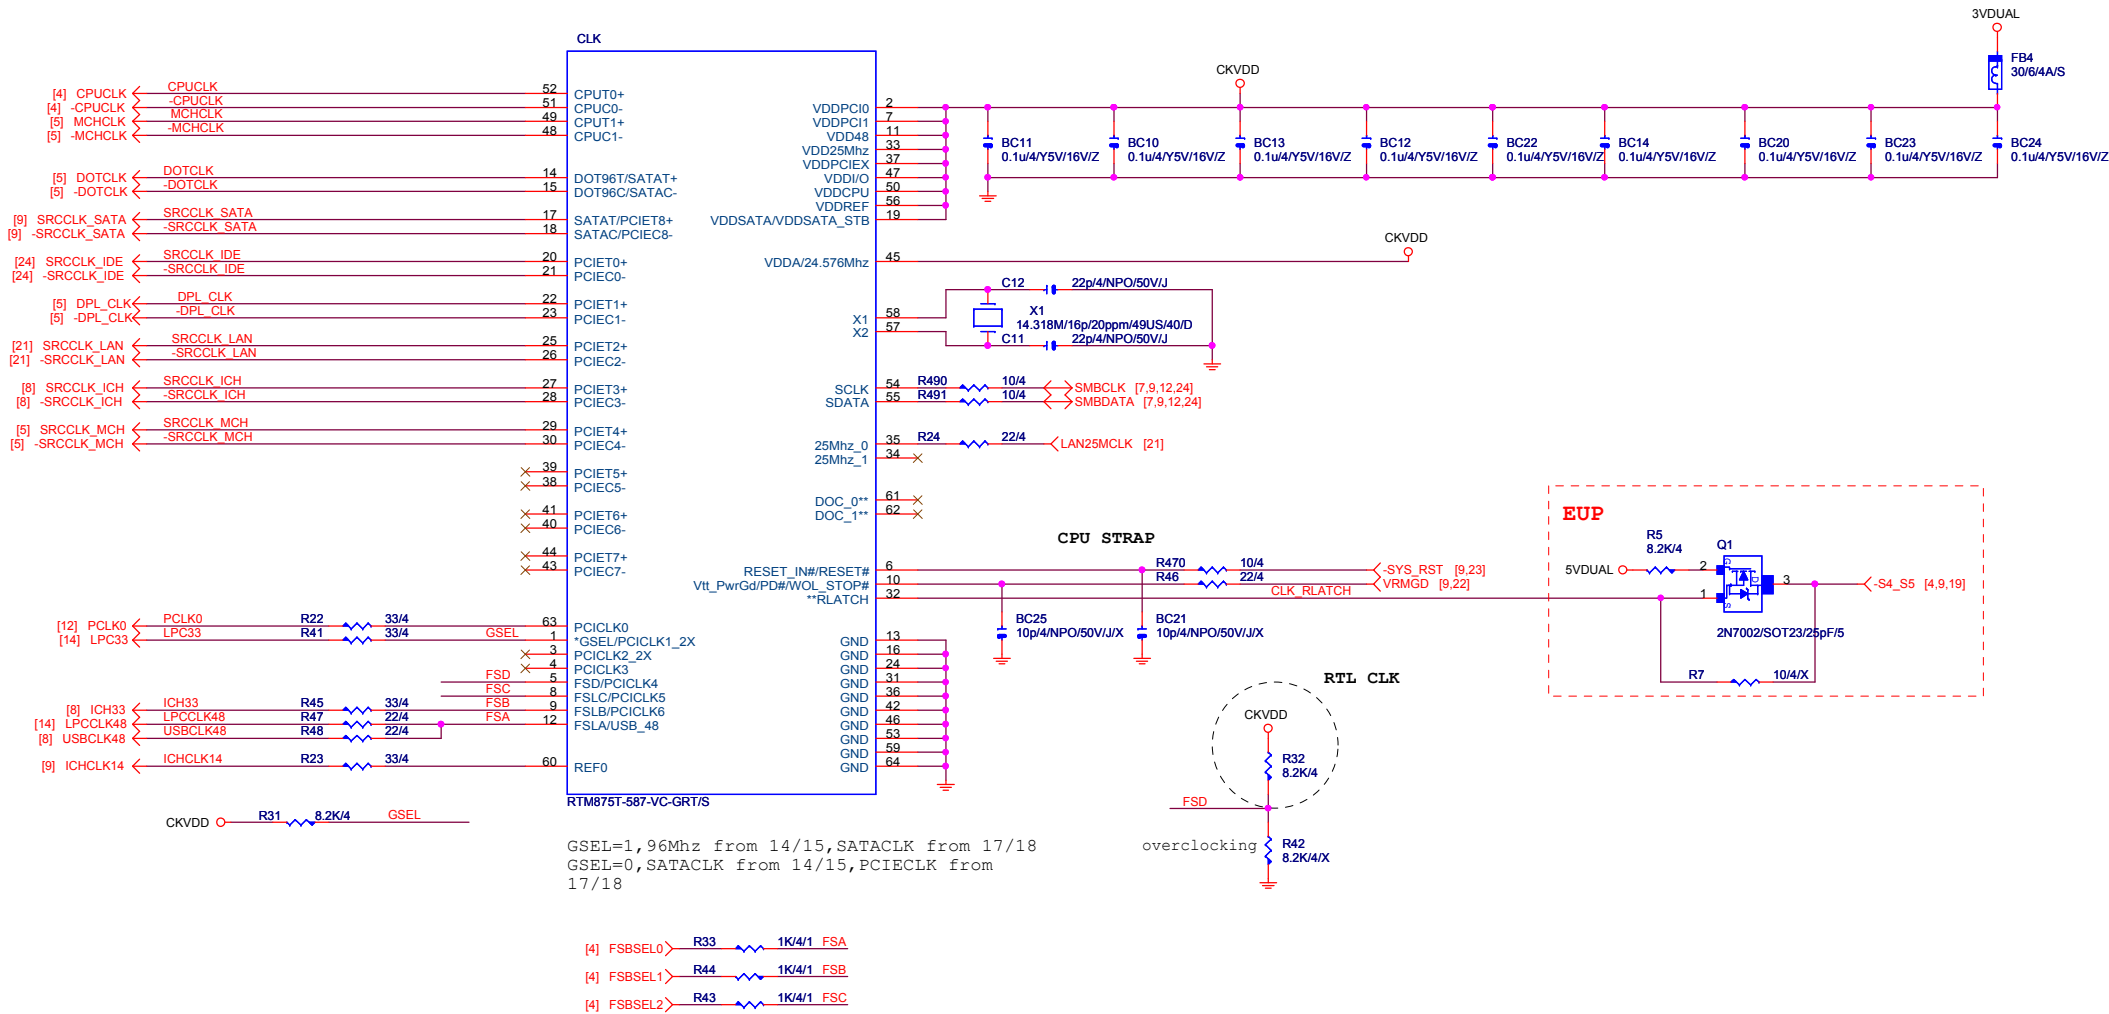 3VDUAL
CLK
FB4
30/6/4A/S
CKVDD
[4] CPUCLK CPUCLK 52 CPUT0+
[4] -CPUCLK -CPUCLK 51 CPUC0-
[5] MCHCLK MCHCLK 49 CPUT1+
[5] -MCHCLK -MCHCLK 48 CPUC1-
[5] DOTCLK DOTCLK 14 DOT96T/SATAT+
[5] -DOTCLK -DOTCLK 15 DOT96C/SATAC-
[9] SRCCLK_SATA SRCCLK_SATA 17 SATAT/PCIET8+
[9] -SRCCLK_SATA -SRCCLK_SATA 18 SATAC/PCIEC8-
[24] SRCCLK_IDE SRCCLK_IDE 20 PCIET0+
[24] -SRCCLK_IDE -SRCCLK_IDE 21 PCIEC0-
[5] DPL_CLK DPL_CLK 22 PCIET1+
[5] -DPL_CLK -DPL_CLK 23 PCIEC1-
[21] SRCCLK_LAN SRCCLK_LAN 25 PCIET2+
[21] -SRCCLK_LAN -SRCCLK_LAN 26 PCIEC2-
[8] SRCCLK_ICH SRCCLK_ICH 27 PCIET3+
[8] -SRCCLK_ICH -SRCCLK_ICH 28 PCIEC3-
[5] SRCCLK_MCH SRCCLK_MCH 29 PCIET4+
[5] -SRCCLK_MCH -SRCCLK_MCH 30 PCIEC4-
39 PCIET5+
38 PCIEC5-
41 PCIET6+
40 PCIEC6-
44 PCIET7+
43 PCIEC7-
[12] PCLK0 PCLK0 R22 33/4 63 PCICLK0
[14] LPC33 LPC33 R41 33/4 GSEL 1 *GSEL/PCICLK1_2X
3 PCICLK2_2X
4 PCICLK3
FSD 5 FSD/PCICLK4
FSC 8 FSLC/PCICLK5
[8] ICH33 ICH33 R45 33/4 FSB 9 FSLB/PCICLK6
[14] LPCCLK48 LPCCLK48 R47 22/4 FSA 12 FSLA/USB_48
[8] USBCLK48 USBCLK48 R48 22/4
[9] ICHCLK14 ICHCLK14 R23 33/4 60 REF0
RTM875T-587-VC-GRT/S
CKVDD R31 8.2K/4 GSEL
VDDPCI0 2
VDDPCI1 7
VDD48 11
VDD25Mhz 33
VDDPCIEX 37
VDDI/O 47
VDDCPU 50
VDDREF 56
VDDSATA/VDDSATA_STB 19
BC11 BC10 BC13 BC12 BC22 BC14 BC20 BC23 BC24
0.1u/4/Y5V/16V/Z 0.1u/4/Y5V/16V/Z 0.1u/4/Y5V/16V/Z 0.1u/4/Y5V/16V/Z 0.1u/4/Y5V/16V/Z 0.1u/4/Y5V/16V/Z 0.1u/4/Y5V/16V/Z 0.1u/4/Y5V/16V/Z 0.1u/4/Y5V/16V/Z
CKVDD
VDDA/24.576Mhz 45
C12 22p/4/NPO/50V/J
X1 58 X1
14.318M/16p/20ppm/49US/40/D
X2 57
C11 22p/4/NPO/50V/J
SCLK 54 R490 10/4 SMBCLK [7,9,12,24]
SDATA 55 R491 10/4 SMBDATA [7,9,12,24]
25Mhz_0 35 R24 22/4 LAN25MCLK [21]
25Mhz_1 34
DOC_0** 61
DOC_1** 62
CPU STRAP
RESET_IN#/RESET# 6 R470 10/4 -SYS_RST [9,23]
Vtt_PwrGd/PD#/WOL_STOP# 10 R46 22/4 VRMGD [9,22]
**RLATCH 32 CLK_RLATCH
BC25 BC21
10p/4/NPO/50V/J/X 10p/4/NPO/50V/J/X
GND 13
GND 16
GND 24
GND 31
GND 36
GND 42
GND 46
GND 53
GND 59
GND 64
EUP
R5
8.2K/4
Q1
5VDUAL 2 G
D 3 -S4_S5 [4,9,19]
1 S
2N7002/SOT23/25pF/5
R7 10/4/X
RTL CLK
CKVDD
R32
8.2K/4
FSD
overclocking R42
8.2K/4/X
GSEL=1,96Mhz from 14/15,SATACLK from 17/18
GSEL=0,SATACLK from 14/15,PCIECLK from
17/18
[4] FSBSEL0 R33 1K/4/1 FSA
[4] FSBSEL1 R44 1K/4/1 FSB
[4] FSBSEL2 R43 1K/4/1 FSC